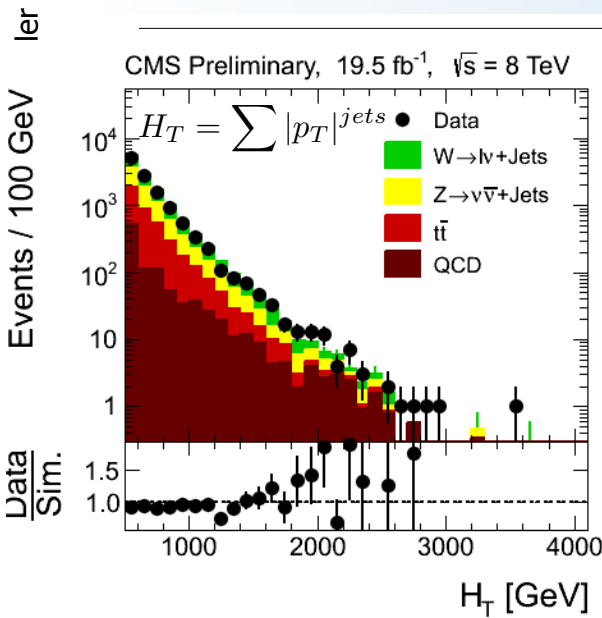 ler
CMS Preliminary, 19.5 fb⁻¹, √s = 8 TeV
H_T = ∑ |p_T|^{jets}
Data
W→lν+Jets
Z→νν̅+Jets
tt̅
QCD
Events / 100 GeV
10⁴
10³
10²
10
1
Data
Sim.
1.5
1.0
1000 2000 3000 4000
H_T [GeV]